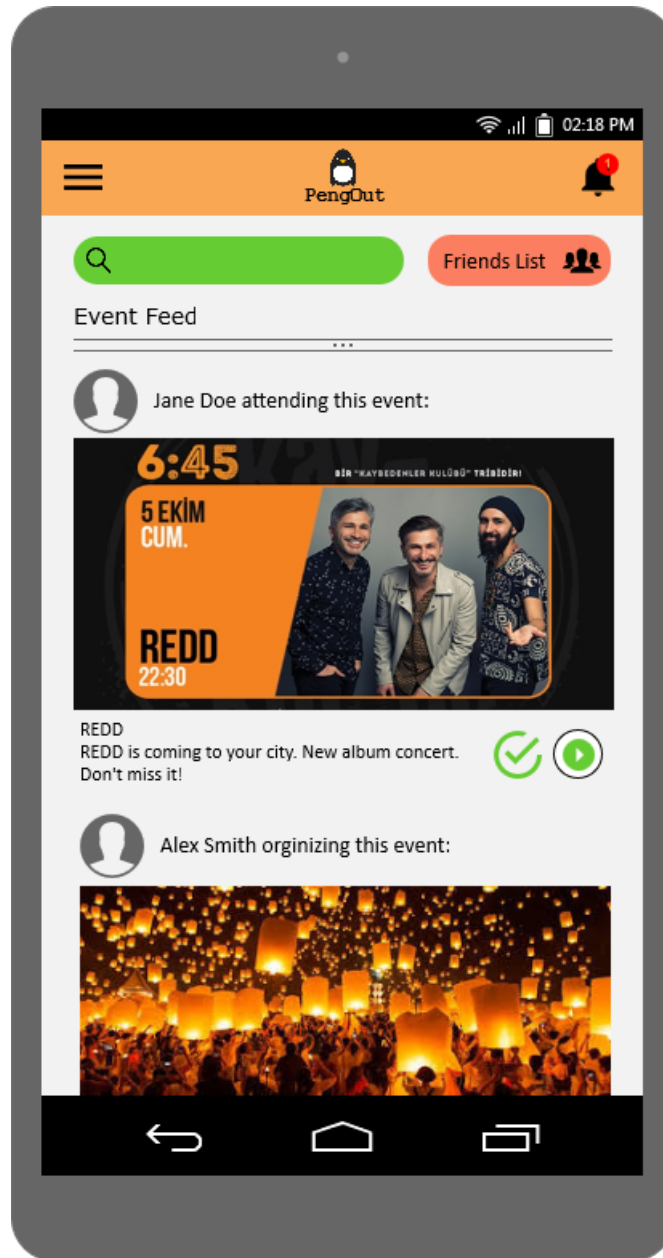 02:18 PM
1
PengOut
Friends List
Event Feed
Jane Doe attending this event:
6:45
BİR "KAYBEDENLER KULÜBÜ" TRİBİDİR!
5 EKİM
CUM.
REDD
22:30
REDD
REDD is coming to your city. New album concert.
Don't miss it!
Alex Smith orginizing this event: